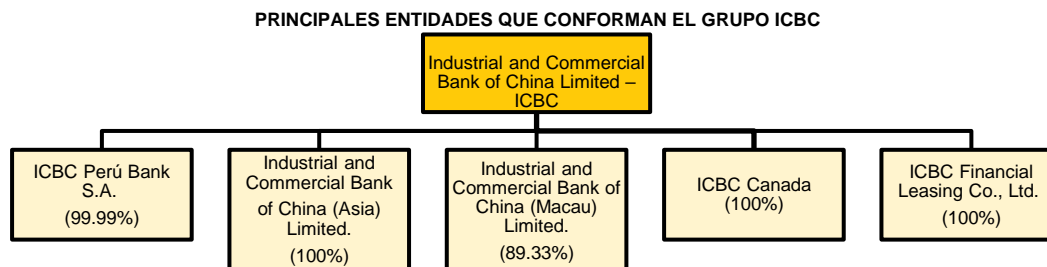 PRINCIPALES ENTIDADES QUE CONFORMAN EL GRUPO ICBC
Industrial and Commercial
Bank of China Limited –
ICBC
ICBC Perú Bank
S.A.
(99.99%)
Industrial and
Commercial Bank
of China (Asia)
Limited.
(100%)
Industrial and
Commercial Bank of
China (Macau)
Limited.
(89.33%)
ICBC Canada
(100%)
ICBC Financial
Leasing Co., Ltd.
(100%)